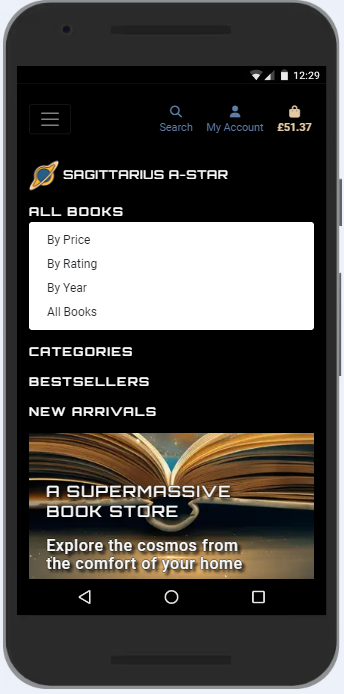 12:29
Search My Account £51.37
SAGITTARIUS A-STAR
ALL BOOKS
By Price
By Rating
By Year
All Books
CATEGORIES
BESTSELLERS
NEW ARRIVALS
A SUPERMASSIVE
BOOK STORE
Explore the cosmos from
the comfort of your home